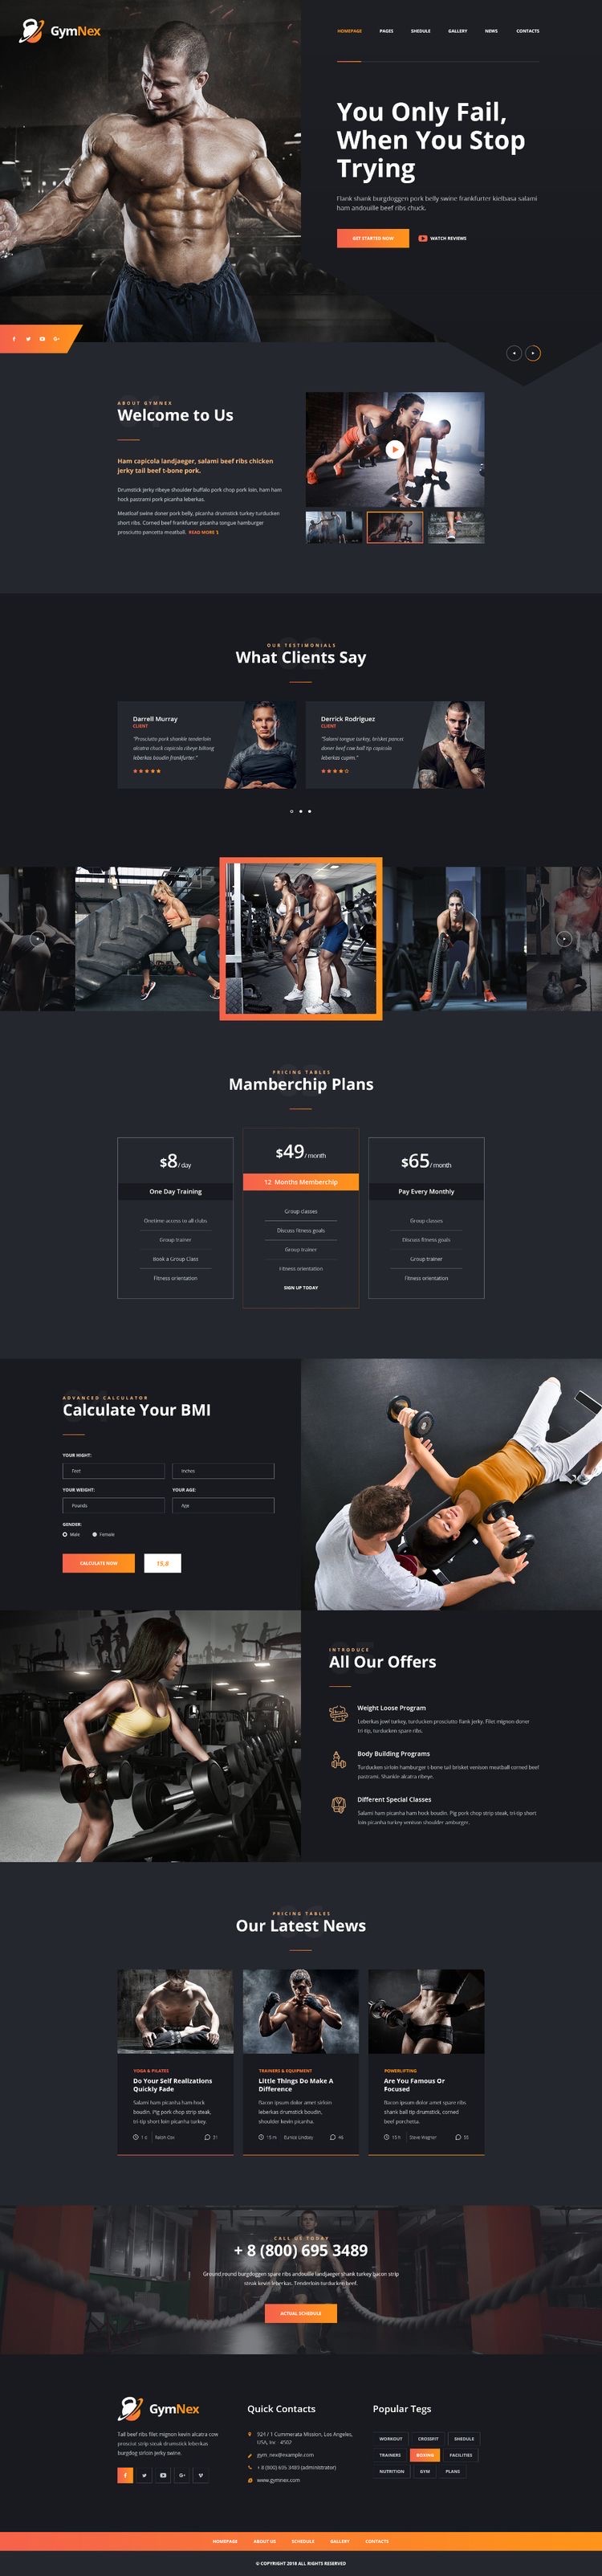 GymNex
HOMEPAGE PAGES SHEDULE GALLERY NEWS CONTACTS
You Only Fail,
When You Stop
Trying
Flank shank burgdoggen pork belly swine frankfurter kielbasa salami
ham andouille beef ribs chuck.
GET STARTED NOW WATCH REVIEWS
ABOUT GYMNEX
Welcome to Us
Ham capicola landjaeger, salami beef ribs chicken
jerky tail beef t-bone pork.
Drumstick jerky ribeye shoulder buffalo pork chop pork loin, ham ham
hock pastrami pork picanha leberkas.
Meatloaf swine doner pork belly, picanha drumstick turkey turducken
short ribs. Corned beef frankfurter picanha tongue hamburger
prosciutto pancetta meatball. READ MORE
OUR TESTIMONIALS
What Clients Say
Darrell Murray
CLIENT
"Prosciutto pork shankle tenderloin
alcatra chuck capicola ribeye biltong
leberkas boudin frankfurter."
Derrick Rodriguez
CLIENT
"Salami tongue turkey, brisket pancet
doner beef cow ball tip capicola
leberkas cupim."
PRICING TABLES
Mamberchip Plans
$8/ day
One Day Training
Onetime access to all clubs
Group trainer
Book a Group Class
Fitness orientation
$49/ month
12 Months Membership
Group classes
Discuss fitness goals
Group trainer
Fitness orientation
SIGN UP TODAY
$65/ month
Pay Every Monthly
Group classes
Discuss fitness goals
Group trainer
Fitness orientation
ADVANCED CALCULATOR
Calculate Your BMI
YOUR HIGHT:
Feet Inches
YOUR WEIGHT: YOUR AGE:
Pounds Age
GENDER:
Male Female
CALCULATE NOW 15.8
INTRODUCE
All Our Offers
Weight Loose Program
Leberkas jowl turkey, turducken prosciutto flank jerky. Filet mignon doner
tri-tip, turducken spare ribs.
Body Building Programs
Turducken sirloin hamburger t-bone tail brisket venison meatball corned beef
pastrami. Shankle alcatra ribeye.
Different Special Classes
Salami ham picanha ham hock boudin. Pig pork chop strip steak, tri-tip short
loin picanha turkey venison shoulder
PRICING TABLES
Our Latest News
YOGA & PILATES
Do Your Self Realizations
Quickly Fade
Salami ham picanha ham hock
boudin. Pig pork chop strip steak,
tri-tip short loin picanha turkey.
Ralph Cox
TRAINERS & EQUIPMENT
Little Things Do Make A
Difference
Bacon ipsum dolor amet sirloin
leberkas drumstick boudin,
shoulder kevin picanha.
Eunice Lindsey
POWERLIFTING
Are You Famous Or
Focused
Bacon ipsum dolor amet spare ribs
shank ball tip drumstick, corned
beef porchetta.
Steve Wagner
CALL US TODAY
+ 8 (800) 695 3489
Ground round burgdoggen spare ribs andouille landjaeger shank turkey bacon strip
steak kevin leberkas. Tenderloin turducken beef.
ACTUAL SCHEDULE
GymNex
Tail beef ribs filet mignon kevin alcatra cow
prosciut strip steak drumstick leberkas
burgdog sirloin jerky swine.
Quick Contacts
924 / 1 Cummerata Mission, Los Angeles,
USA, Inv 4502
gym_nex@example.com
+ 8 (800) 695 3489 (administrator)
www.gymnex.com
Popular Tegs
WORKOUT CROSSFIT SHEDULE
TRAINERS BOXING FACILITIES
NUTRITION GYM PLANS
HOMEPAGE ABOUT US SCHEDULE GALLERY CONTACTS
© COPYRIGHT 2018 ALL RIGHTS RESERVED